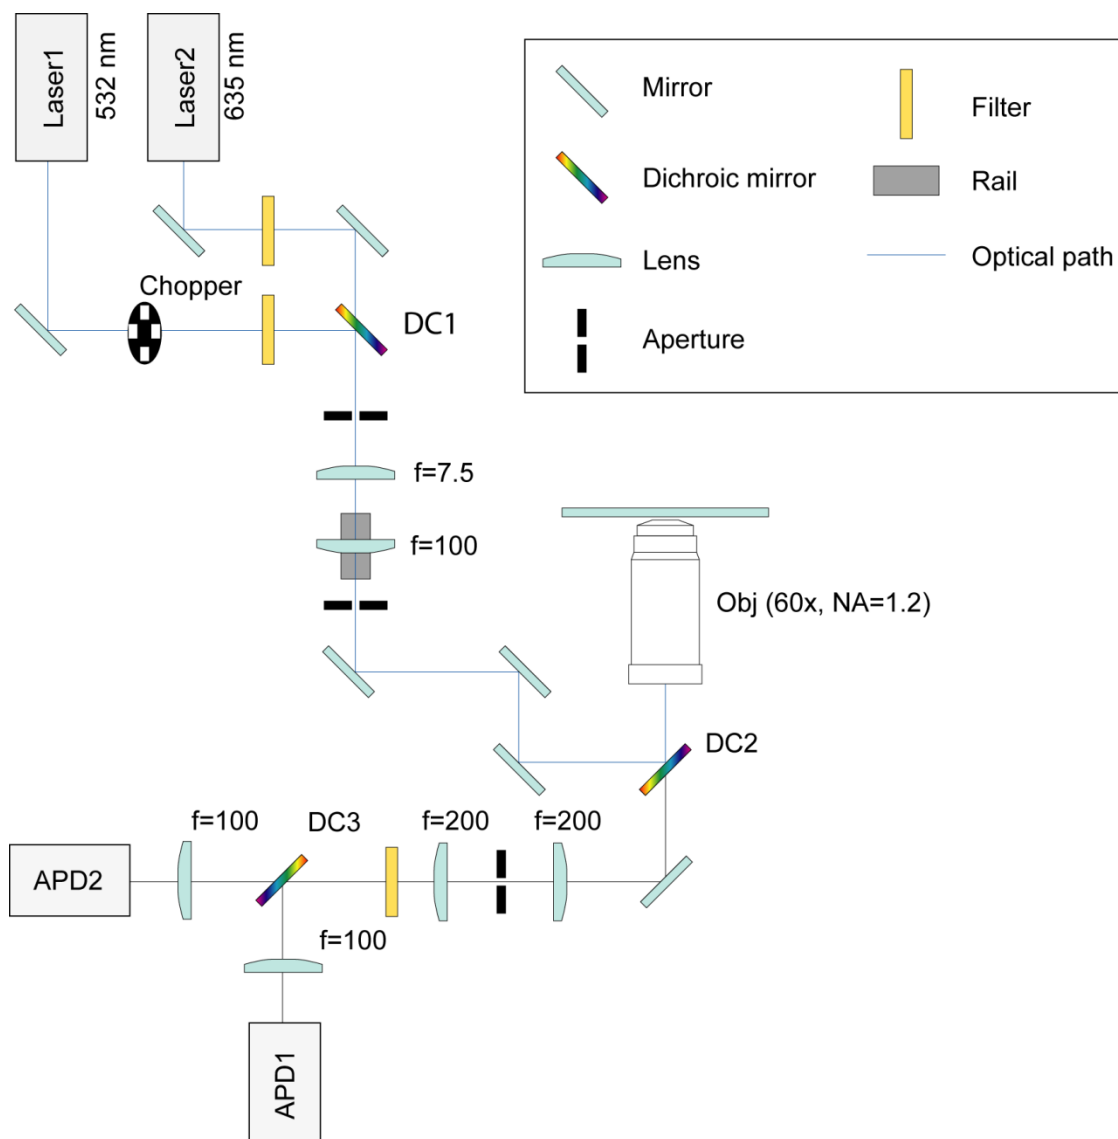 Laser1
532 nm
Laser2
635 nm
Mirror
Filter
Dichroic mirror
Rail
Lens
Optical path
Aperture
Chopper
DC1
f=7.5
f=100
Obj (60x, NA=1.2)
DC2
f=100
DC3
f=200
f=200
APD2
f=100
APD1